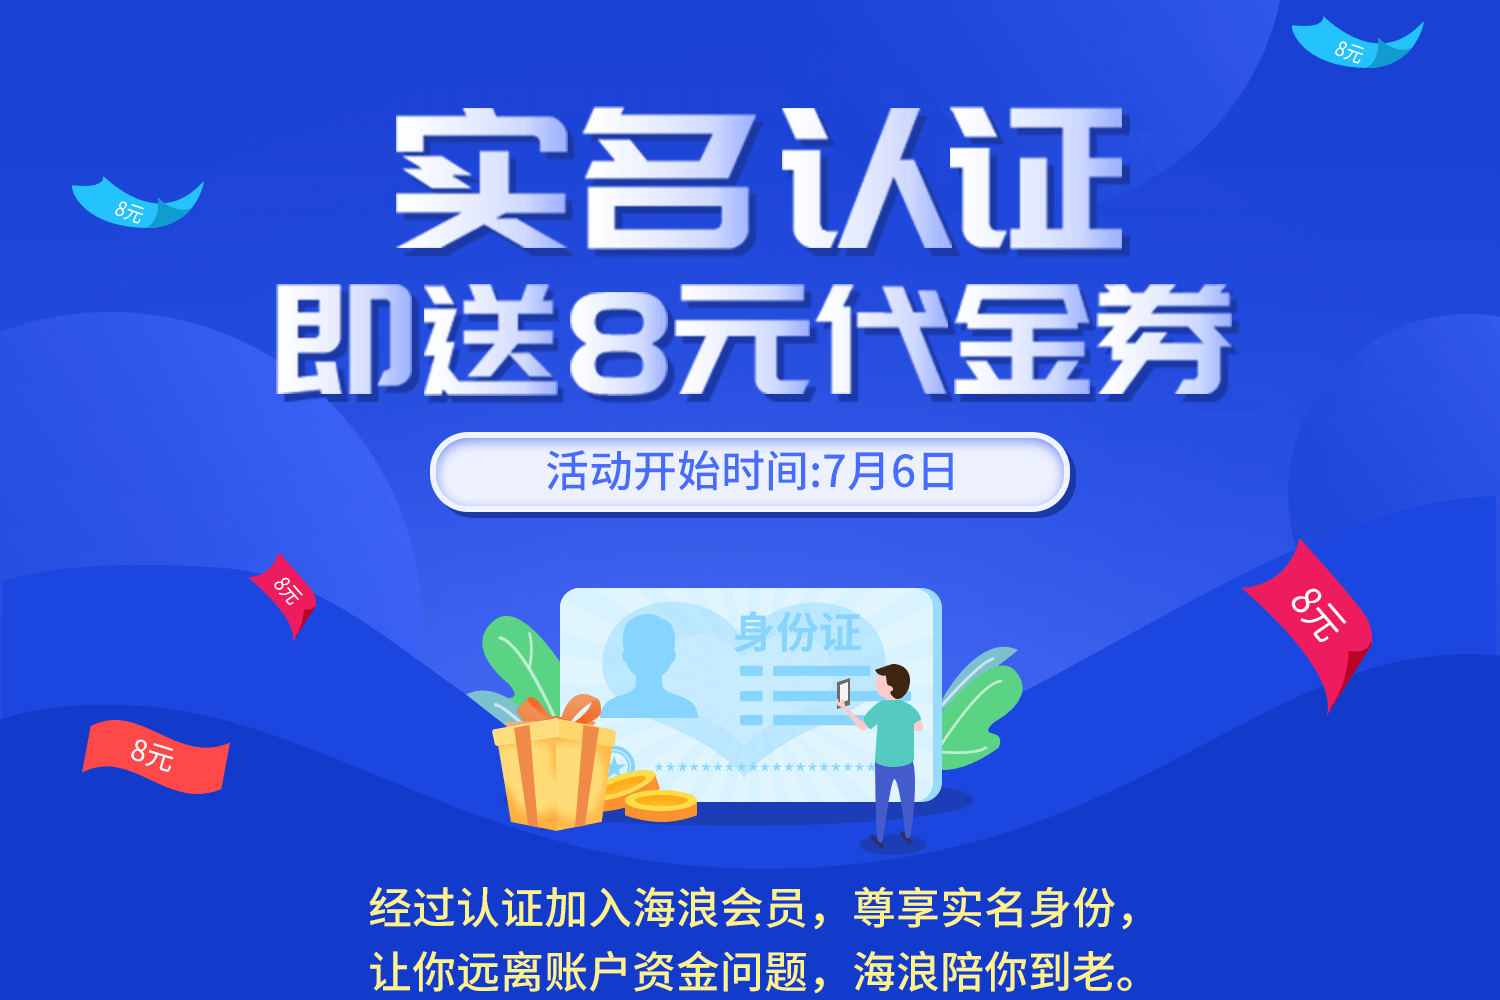 8元
实名认证
8元
即送8元代金券
活动开始时间:7月6日
8元
8元
身份证
8元
经过认证加入海浪会员，尊享实名身份，
让你远离账户资金问题，海浪陪你到老。